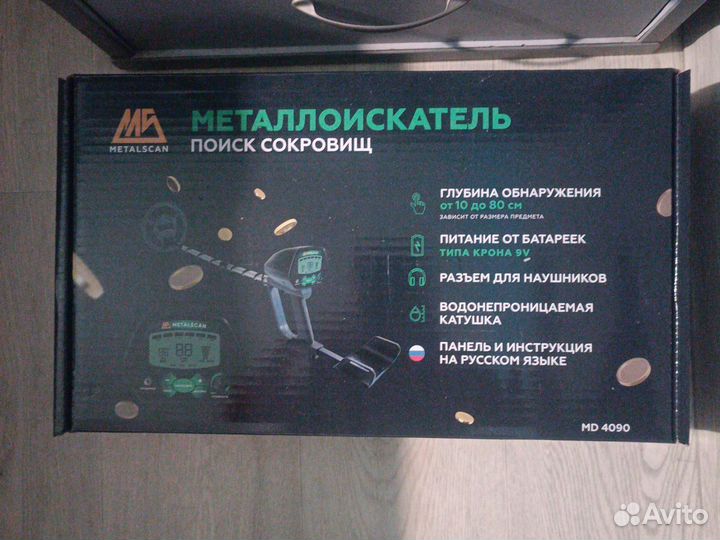 METALSCAN
МЕТАЛЛОИСКАТЕЛЬ
ПОИСК СОКРОВИЩ
ГЛУБИНА ОБНАРУЖЕНИЯ
от 10 до 80 см
ЗАВИСИТ ОТ РАЗМЕРА ПРЕДМЕТА
ПИТАНИЕ ОТ БАТАРЕЕК
ТИПА КРОНА 9V
РАЗЪЕМ ДЛЯ НАУШНИКОВ
ВОДОНЕПРОНИЦАЕМАЯ
КАТУШКА
ПАНЕЛЬ И ИНСТРУКЦИЯ
НА РУССКОМ ЯЗЫКЕ
METALSCAN
88
MD 4090
Avito